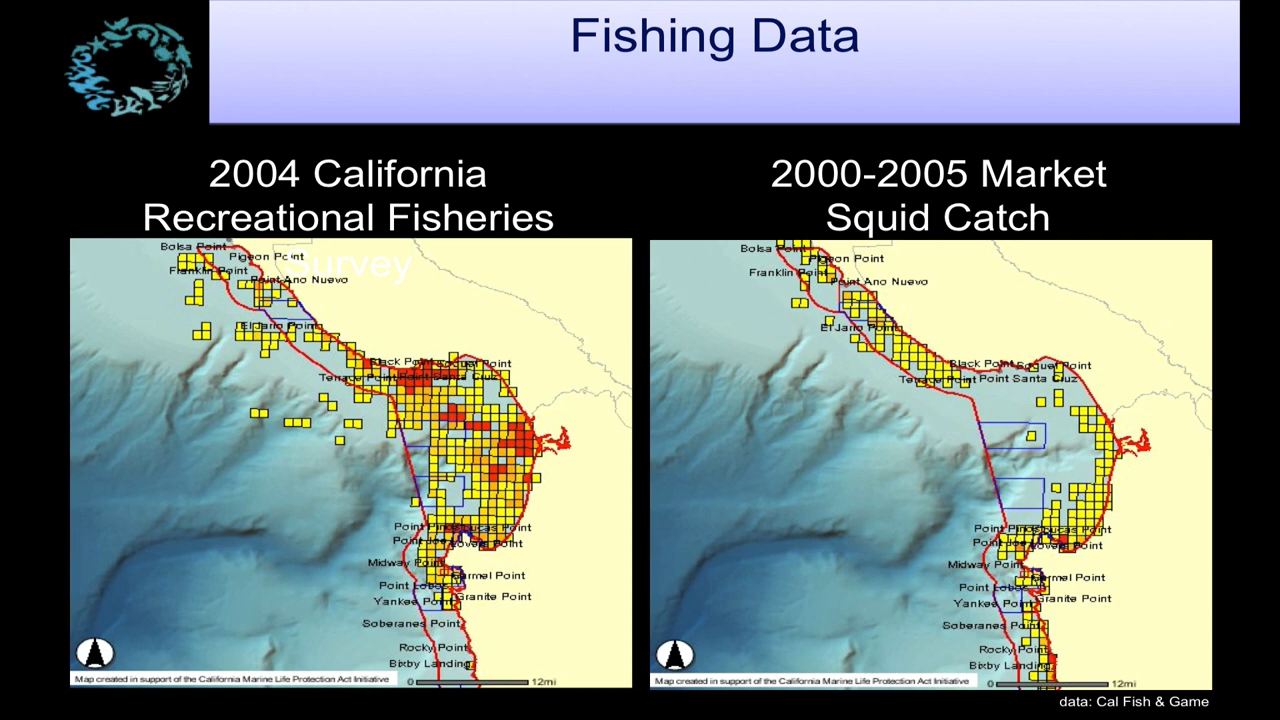 Fishing Data
2004 California
Recreational Fisheries
Survey
Bolsa Point
Pigeon Point
Franklin Point
Point Ano Nuevo
El Jarro Point
Black Point
Soquel Point
Terrace Point
Point Santa Cruz
Point Pinos
Lucas Point
Point Joe
Lovers Point
Midway Point
Carmel Point
Point Lobos
Granite Point
Yankee Point
Soberanes Point
Rocky Point
Bixby Landing
Map created in support of the California Marine Life Protection Act Initiative
0 12mi
2000-2005 Market
Squid Catch
Bolsa Point
Pigeon Point
Franklin Point
Point Ano Nuevo
El Jarro Point
Black Point
Soquel Point
Terrace Point
Point Santa Cruz
Point Pinos
Lucas Point
Point Joe
Lovers Point
Midway Point
Carmel Point
Point Lobos
Granite Point
Yankee Point
Soberanes Point
Rocky Point
Bixby Landing
Map created in support of the California Marine Life Protection Act Initiative
0 12mi
data: Cal Fish & Game